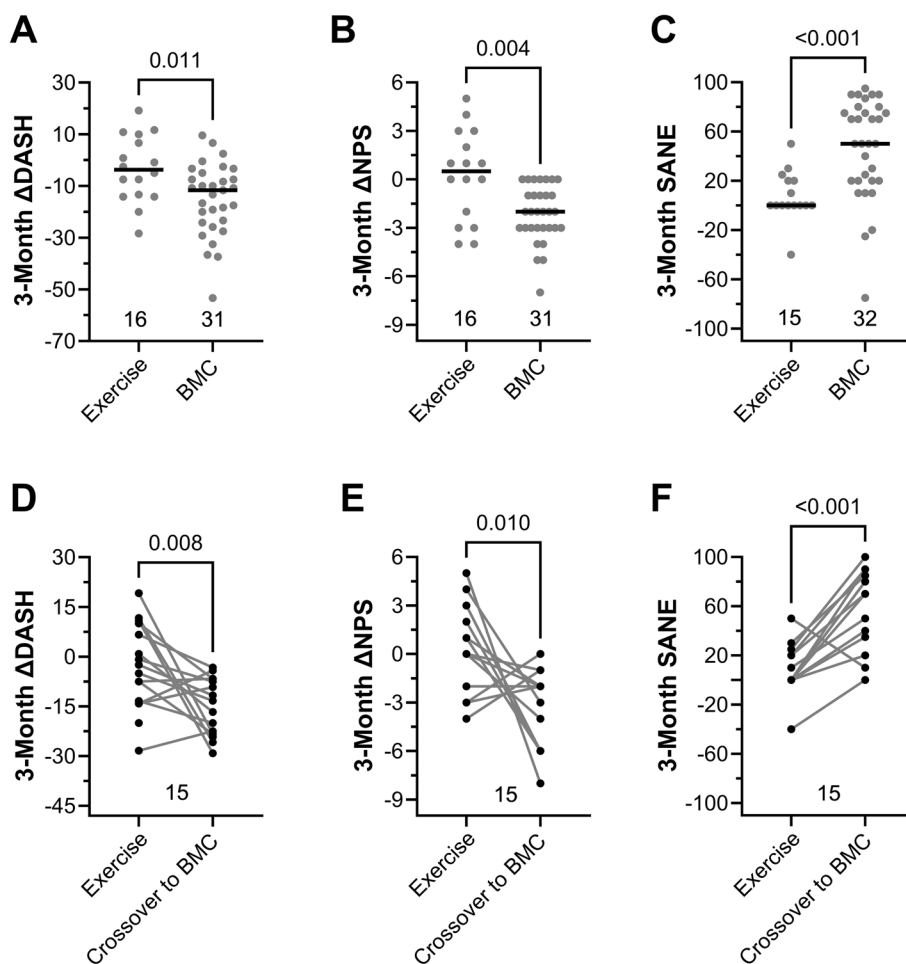 A
0.011
3-Month ΔDASH
30
10
-10
-30
-50
-70
16
31
Exercise
BMC
B
0.004
3-Month ΔNPS
6
3
0
-3
-6
-9
16
31
Exercise
BMC
C
<0.001
3-Month SANE
100
60
20
-20
-60
-100
15
32
Exercise
BMC
D
0.008
3-Month ΔDASH
30
15
0
-15
-30
-45
15
Exercise
Crossover to BMC
E
0.010
3-Month ΔNPS
6
3
0
-3
-6
-9
15
Exercise
Crossover to BMC
F
<0.001
3-Month SANE
100
60
20
-20
-60
-100
15
Exercise
Crossover to BMC